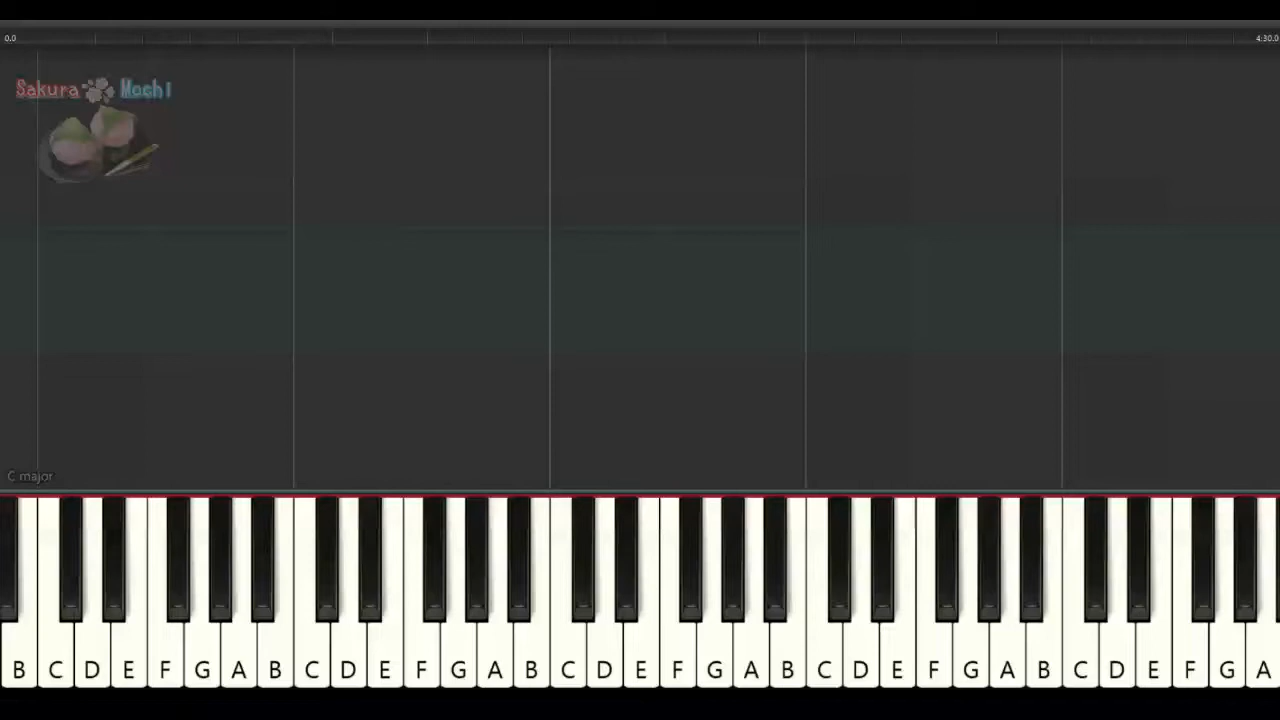 0.0
4:30.0
Sakura Mochi
C major
B C D E F G A B C D E F G A B C D E F G A B C D E F G A B C D E F G A